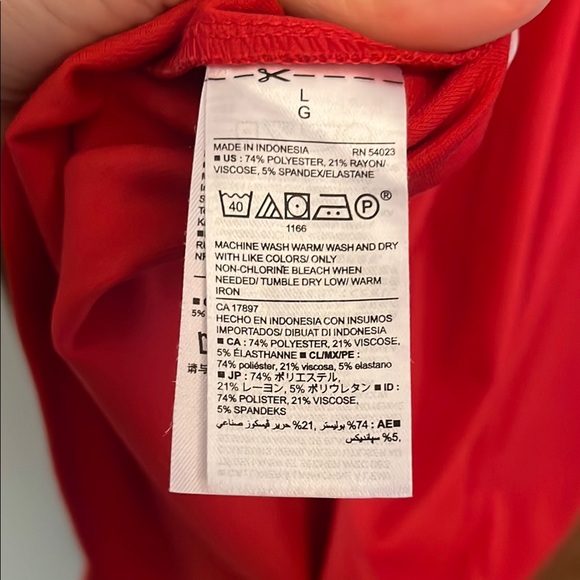 L
G
MADE IN INDONESIA RN 54023
■ US : 74% POLYESTER, 21% RAYON/
VISCOSE, 5% SPANDEX/ELASTANE
40 P ®
1166
MACHINE WASH WARM/ WASH AND DRY
WITH LIKE COLORS/ ONLY
NON-CHLORINE BLEACH WHEN
NEEDED/ TUMBLE DRY LOW/ WARM
IRON
CA 17897
HECHO EN INDONESIA CON INSUMOS
IMPORTADOS/ DIBUAT DI INDONESIA
■ CA : 74% POLYESTER, 21% VISCOSE,
5% ÉLASTHANNE ■ CL/MX/PE :
74% poliéster, 21% viscosa, 5% elastano
■ JP : 74% ポリエステル,
21% レーヨン, 5% ポリウレタン ■ ID :
74% POLISTER, 21% VISCOSE,
5% SPANDEKS
■AE : 74% بوليستر, 21% حرير فيسكوز صناعي
,5% سپانديكس
5%
请与